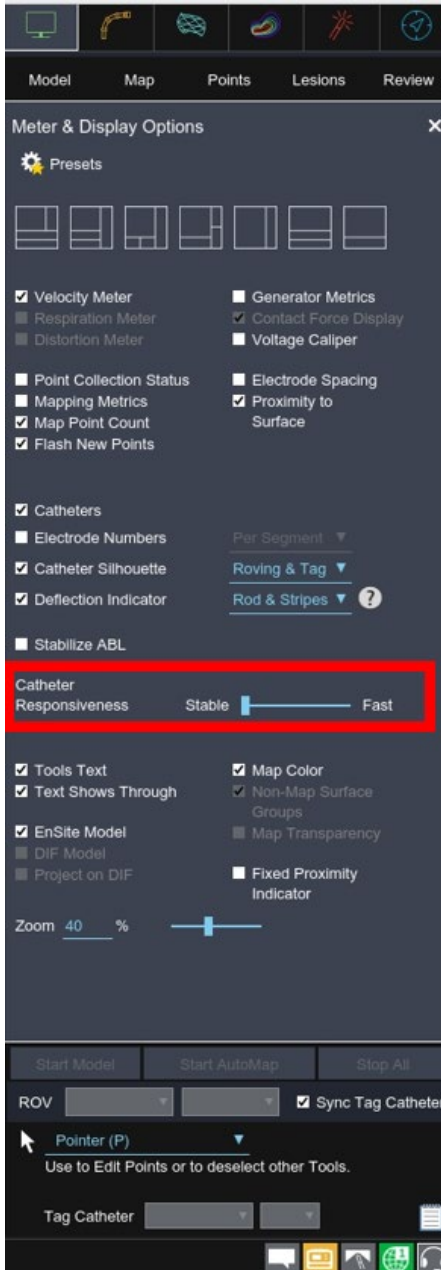 Model Map Points Lesions Review
Meter & Display Options
Presets
Velocity Meter Generator Metrics
Respiration Meter Contact Force Display
Distortion Meter Voltage Caliper
Point Collection Status Electrode Spacing
Mapping Metrics Proximity to
Map Point Count Surface
Flash New Points
Catheters
Electrode Numbers Per Segment
Catheter Silhouette Roving & Tag
Deflection Indicator Rod & Stripes ?
Stabilize ABL
Catheter
Responsiveness Stable Fast
Tools Text Map Color
Text Shows Through Non-Map Surface
Groups
EnSite Model Map Transparency
DIF Model
Project on DIF Fixed Proximity
Indicator
Zoom 40 %
Start Model Start AutoMap Stop All
ROV Sync Tag Catheter
Pointer (P)
Use to Edit Points or to deselect other Tools.
Tag Catheter
1